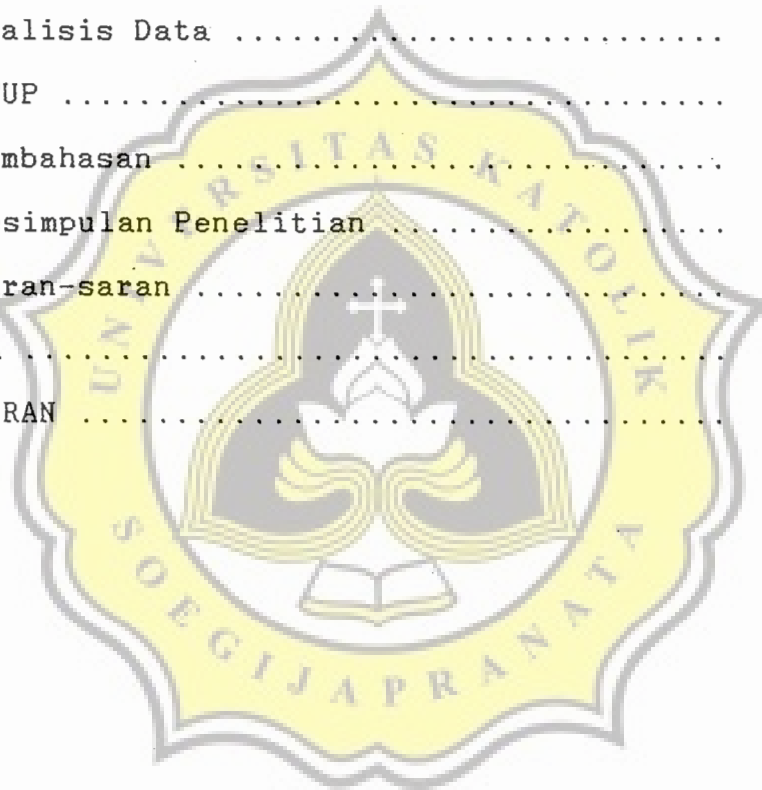 alisis Data ..............................
UP ........................................
mbahasan .................................
simpulan Penelitian ....................
ran-saran ................................
............................................
RAN .......................................
UNIVERSITAS KATOLIK
SOEGIJAPRANATA